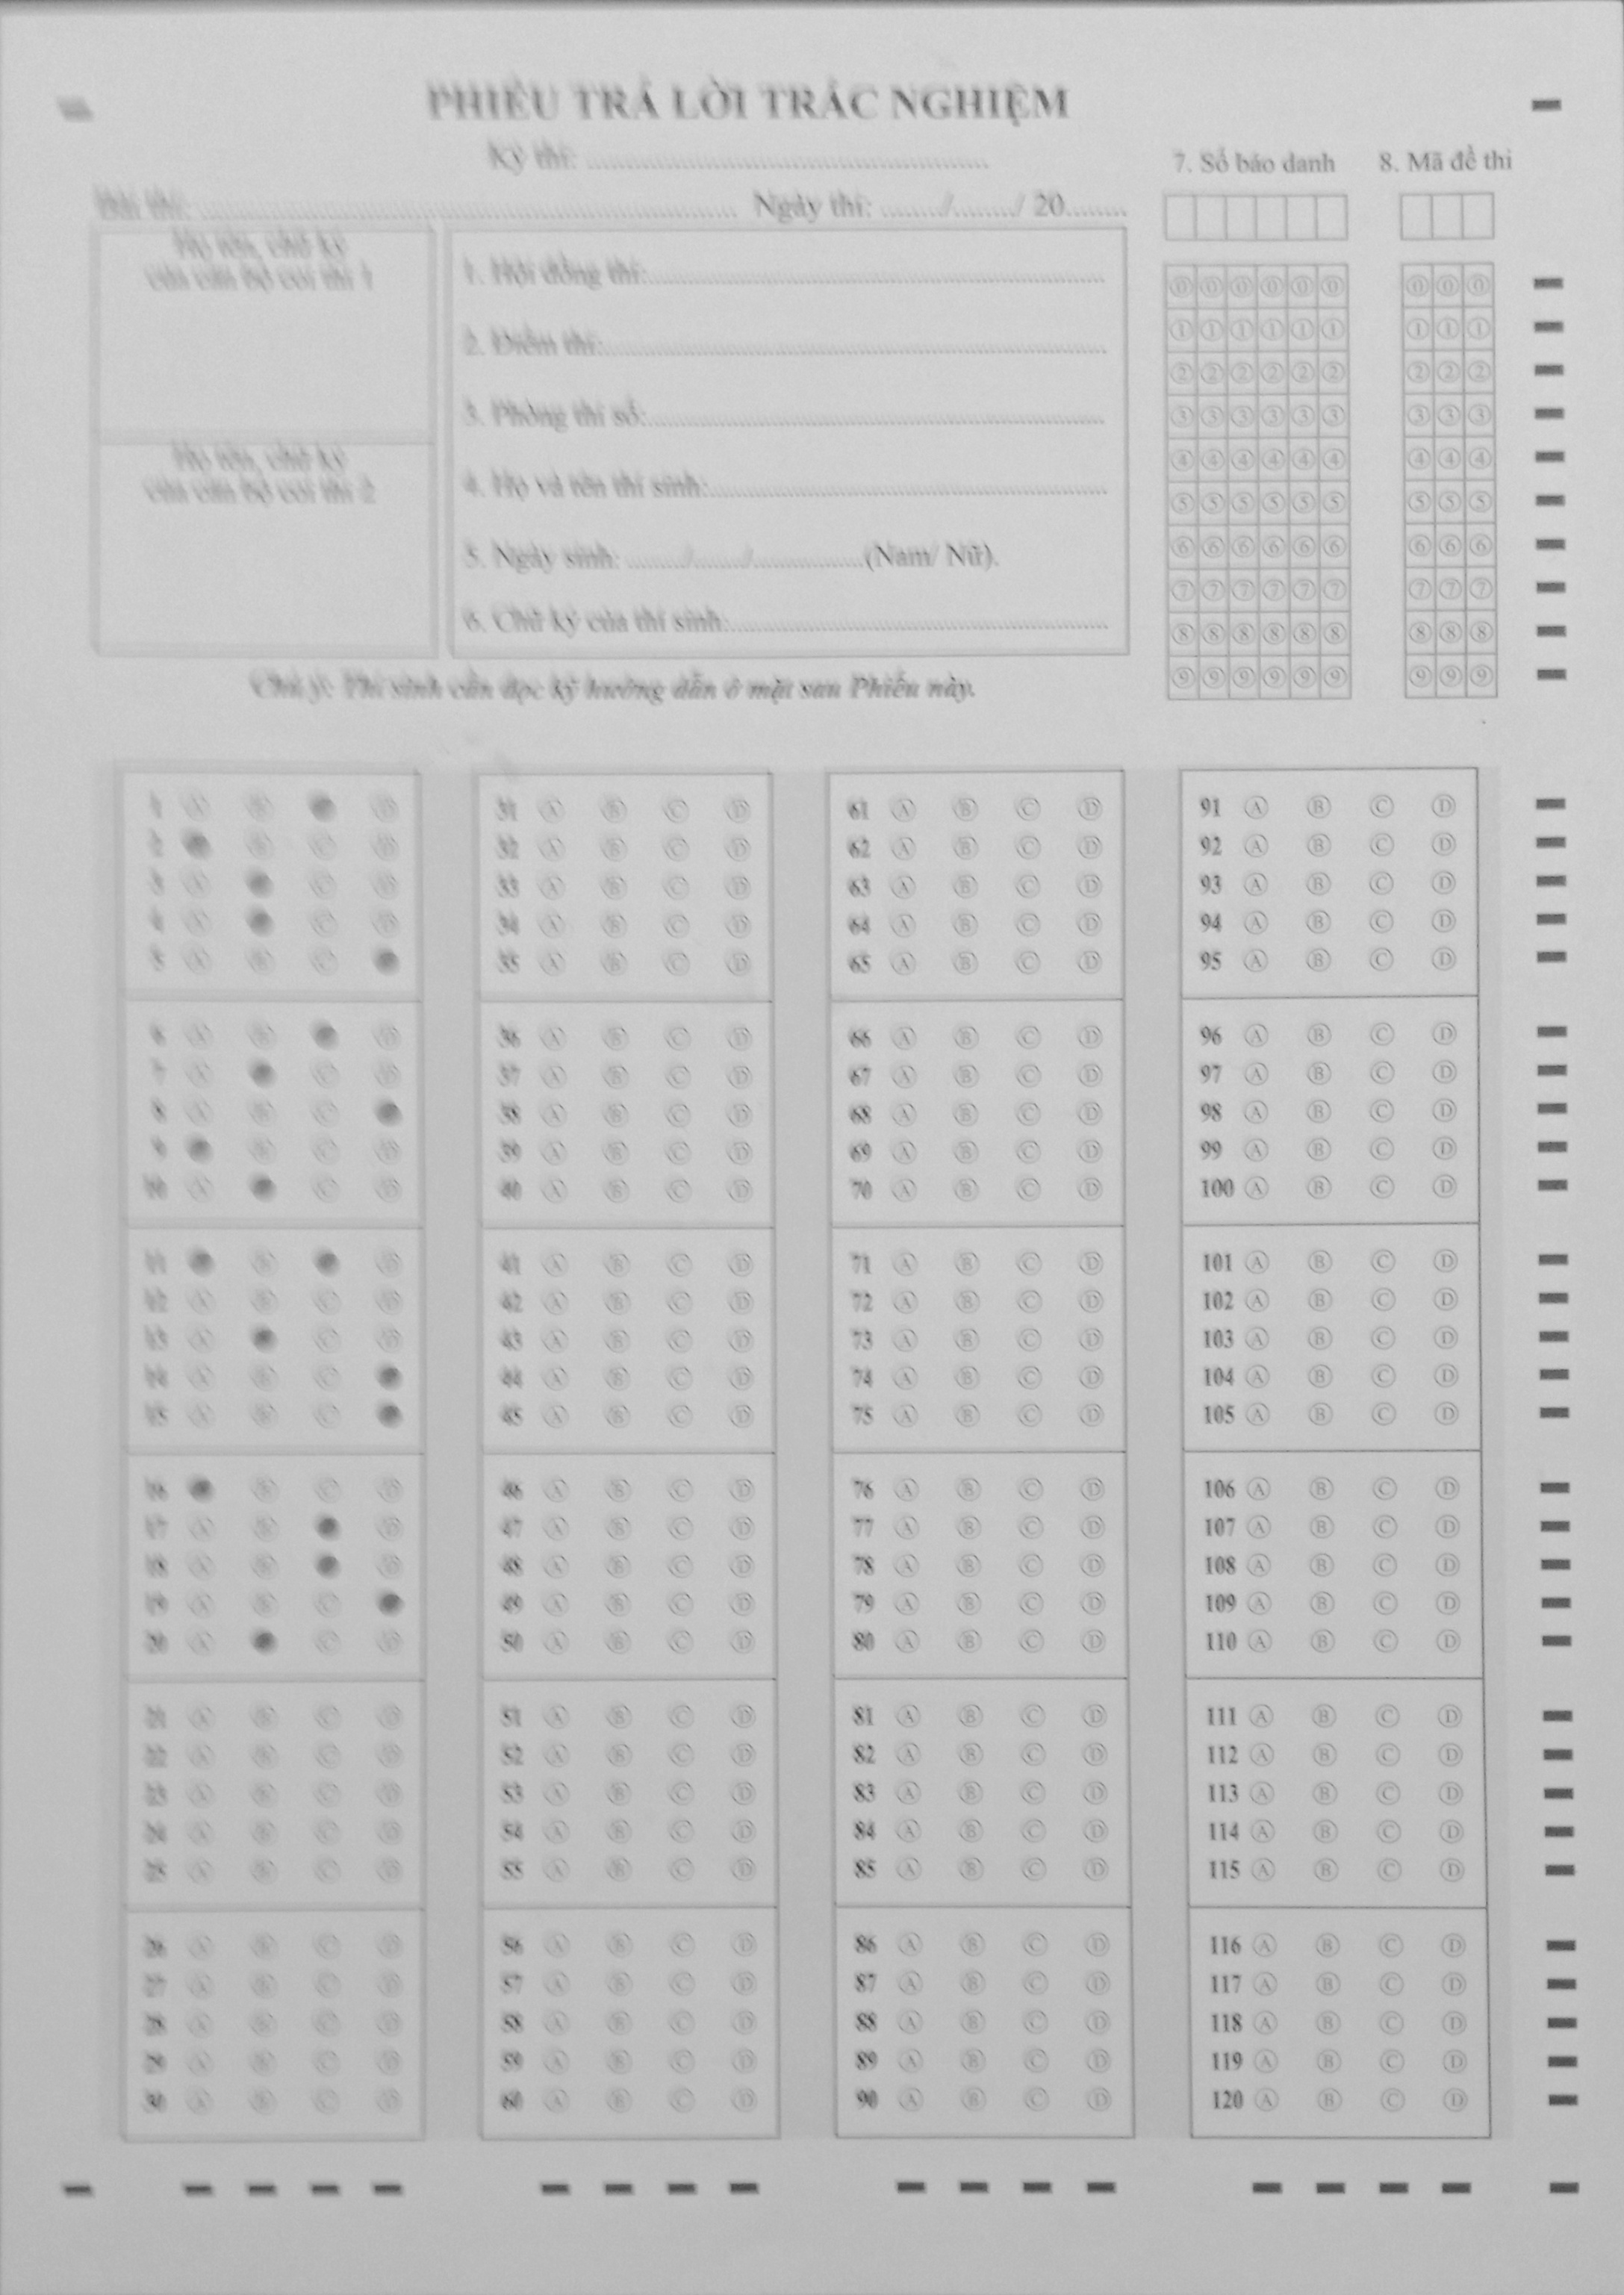 PHIẾU TRẢ LỜI TRẮC NGHIỆM
Kỳ thi: ............................................................
7. Số báo danh 8. Mã đề thi
Bài thi: ............................................................ Ngày thi: ......../......../ 20........
Họ tên, chữ ký
của cán bộ coi thi 1
1. Hội đồng thi:............................................................
2. Điểm thi:............................................................
3. Phòng thi số:............................................................
Họ tên, chữ ký
của cán bộ coi thi 2
4. Họ và tên thí sinh:............................................................
5. Ngày sinh: ......../......../................(Nam/ Nữ).
6. Chữ ký của thí sinh:............................................................
Chú ý: Thí sinh cần đọc kỹ hướng dẫn ở mặt sau Phiếu này.
0 0 0 0 0 0 0 0 0
1 1 1 1 1 1 1 1 1
2 2 2 2 2 2 2 2 2
3 3 3 3 3 3 3 3 3
4 4 4 4 4 4 4 4 4
5 5 5 5 5 5 5 5 5
6 6 6 6 6 6 6 6 6
7 7 7 7 7 7 7 7 7
8 8 8 8 8 8 8 8 8
9 9 9 9 9 9 9 9 9
1 A B D 31 A B C D 61 A B C D 91 A B C D
2 B C D 32 A B C D 62 A B C D 92 A B C D
3 A C D 33 A B C D 63 A B C D 93 A B C D
4 A C D 34 A B C D 64 A B C D 94 A B C D
5 A B C 35 A B C D 65 A B C D 95 A B C D
6 A B D 36 A B C D 66 A B C D 96 A B C D
7 A C D 37 A B C D 67 A B C D 97 A B C D
8 A B C 38 A B C D 68 A B C D 98 A B C D
9 B C D 39 A B C D 69 A B C D 99 A B C D
10 A C D 40 A B C D 70 A B C D 100 A B C D
11 B D 41 A B C D 71 A B C D 101 A B C D
12 A B C D 42 A B C D 72 A B C D 102 A B C D
13 A C D 43 A B C D 73 A B C D 103 A B C D
14 A B C 44 A B C D 74 A B C D 104 A B C D
15 A B C 45 A B C D 75 A B C D 105 A B C D
16 B C D 46 A B C D 76 A B C D 106 A B C D
17 A B D 47 A B C D 77 A B C D 107 A B C D
18 A B D 48 A B C D 78 A B C D 108 A B C D
19 A B C 49 A B C D 79 A B C D 109 A B C D
20 A C D 50 A B C D 80 A B C D 110 A B C D
21 A B C D 51 A B C D 81 A B C D 111 A B C D
22 A B C D 52 A B C D 82 A B C D 112 A B C D
23 A B C D 53 A B C D 83 A B C D 113 A B C D
24 A B C D 54 A B C D 84 A B C D 114 A B C D
25 A B C D 55 A B C D 85 A B C D 115 A B C D
26 A B C D 56 A B C D 86 A B C D 116 A B C D
27 A B C D 57 A B C D 87 A B C D 117 A B C D
28 A B C D 58 A B C D 88 A B C D 118 A B C D
29 A B C D 59 A B C D 89 A B C D 119 A B C D
30 A B C D 60 A B C D 90 A B C D 120 A B C D